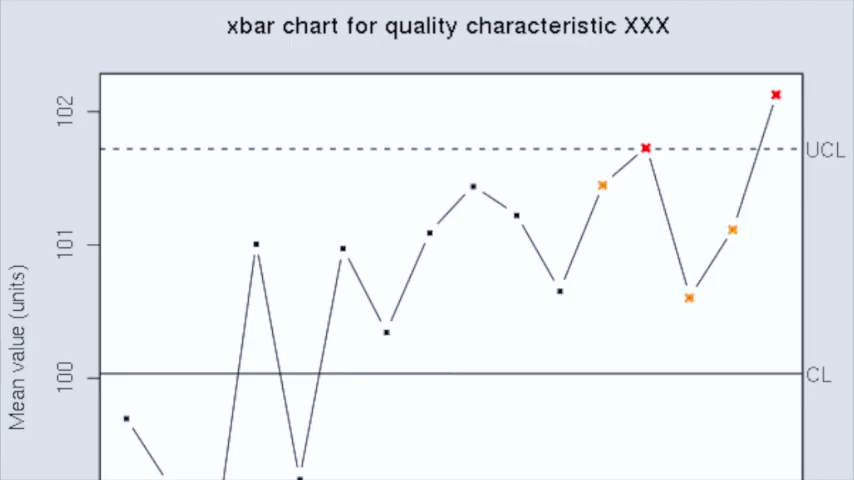 xbar chart for quality characteristic XXX
102
UCL
101
Mean value (units)
100
CL